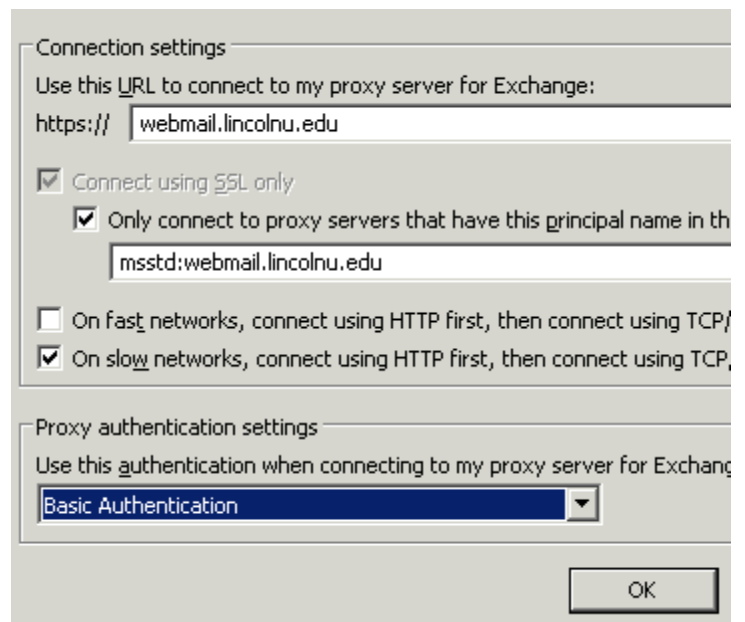 Connection settings
Use this URL to connect to my proxy server for Exchange:
https:// webmail.lincolnu.edu
Connect using SSL only
Only connect to proxy servers that have this principal name in th
msstd:webmail.lincolnu.edu
On fast networks, connect using HTTP first, then connect using TCP/
On slow networks, connect using HTTP first, then connect using TCP
Proxy authentication settings
Use this authentication when connecting to my proxy server for Exchang
Basic Authentication
OK